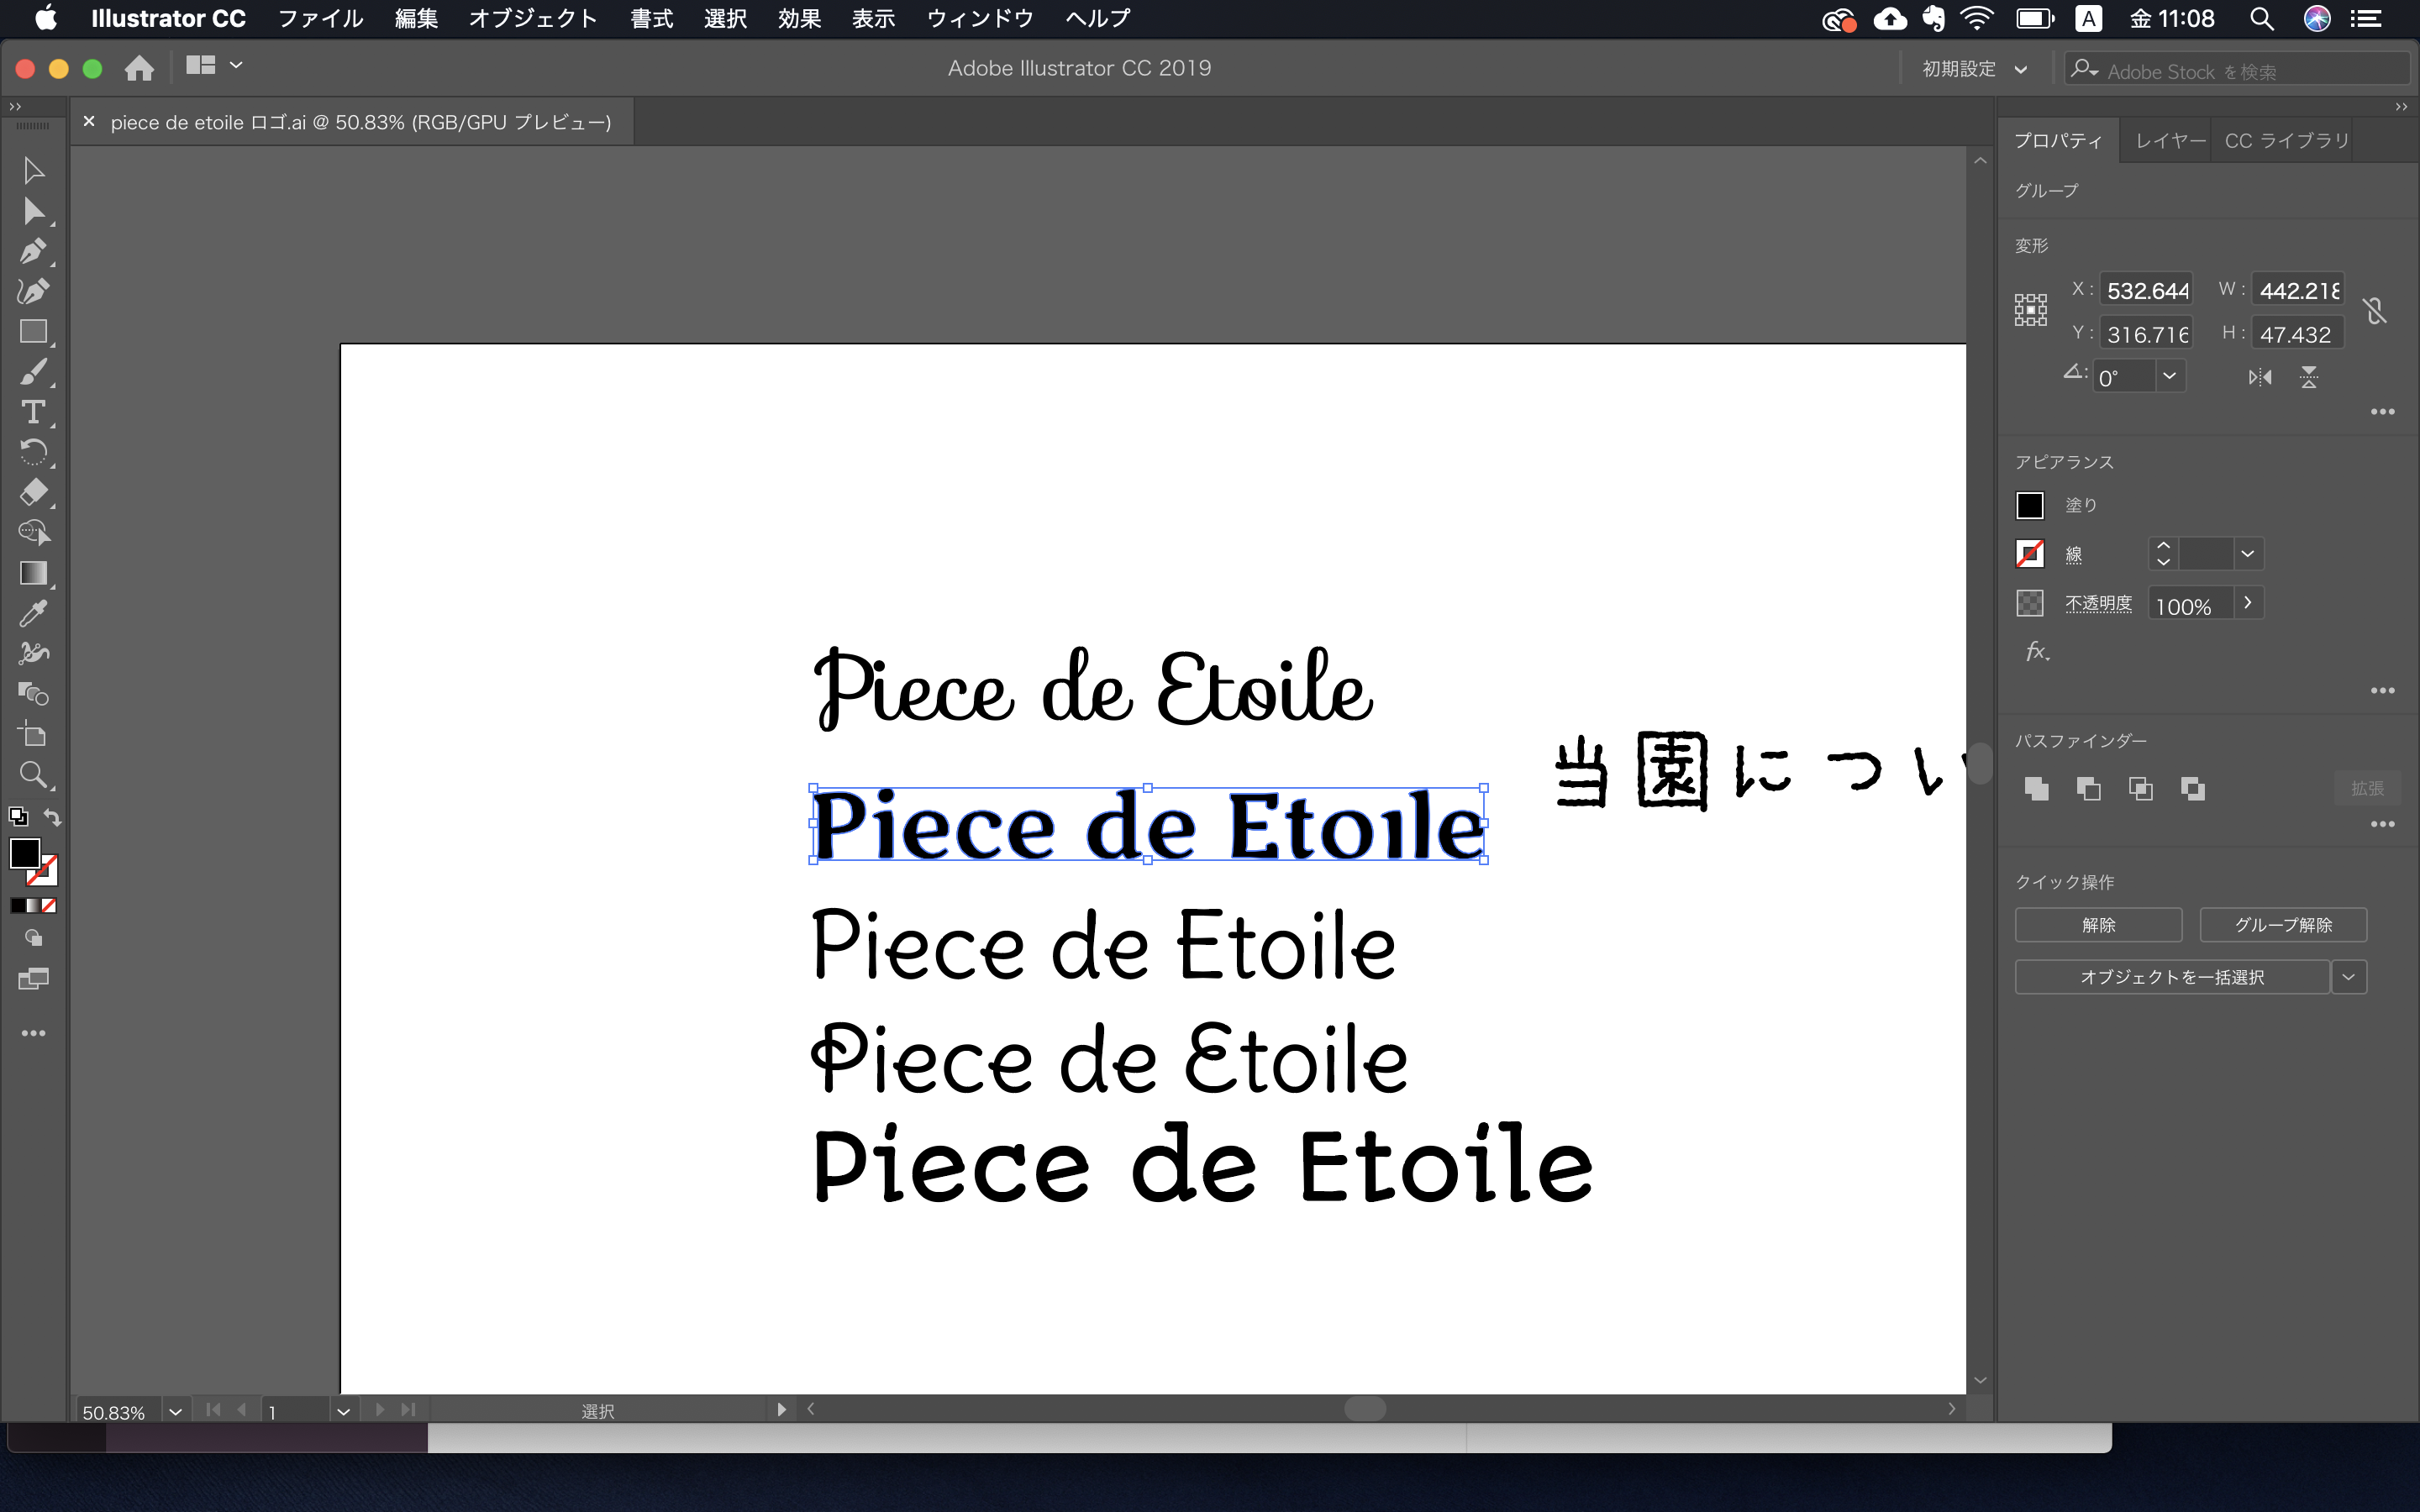 Illustrator CC ファイル 編集 オブジェクト 書式 選択 効果 表示 ウィンドウ ヘルプ A 金 11:08
Adobe Illustrator CC 2019 初期設定 Adobe Stock を検索
piece de etoile ロゴ.ai @ 50.83% (RGB/GPU プレビュー)
プロパティ レイヤー CC ライブラリ
グループ
変形
X : 532.644 W : 442.218
Y : 316.716 H : 47.432
0°
アピアランス
塗り
線
不透明度 100%
fx
Piece de Etoile
パスファインダー
拡張
当園につい
Piece de Etoile
クイック操作
解除 グループ解除
Piece de Etoile
オブジェクトを一括選択
Piece de Etoile
Piece de Etoile
50.83% 1 選択